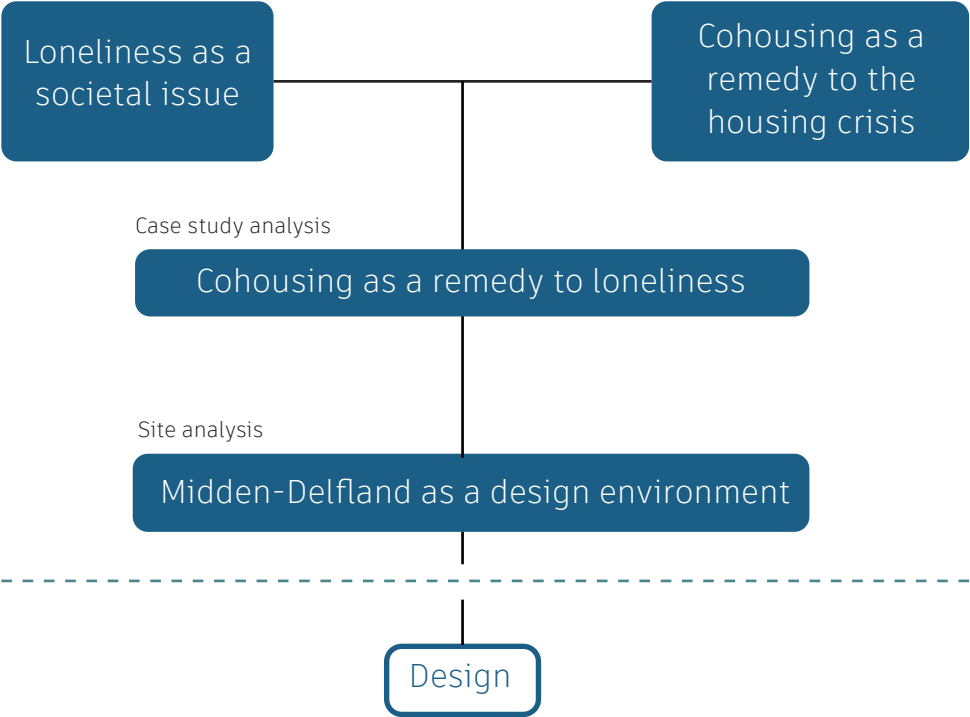 Loneliness as a
societal issue
Cohousing as a
remedy to the
housing crisis
Case study analysis
Cohousing as a remedy to loneliness
Site analysis
Midden-Delfland as a design environment
Design